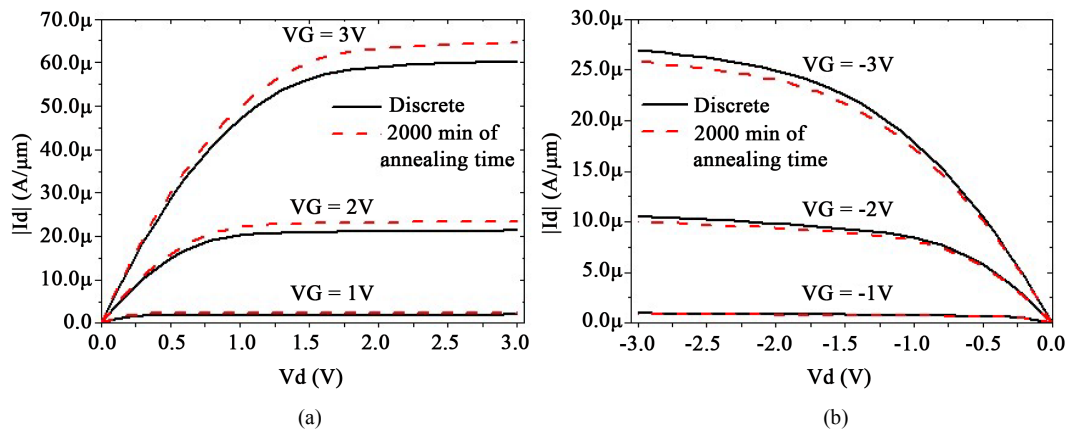 70.0μ
60.0μ
50.0μ
40.0μ
30.0μ
20.0μ
10.0μ
0.0
|Id| (A/μm)
VG = 3V
Discrete
2000 min of
annealing time
VG = 2V
VG = 1V
0.0 0.5 1.0 1.5 2.0 2.5 3.0
Vd (V)
(a)
30.0μ
25.0μ
20.0μ
15.0μ
10.0μ
5.0μ
0.0μ
|Id| (A/μm)
VG = -3V
Discrete
2000 min of
annealing time
VG = -2V
VG = -1V
-3.0 -2.5 -2.0 -1.5 -1.0 -0.5 0.0
Vd (V)
(b)